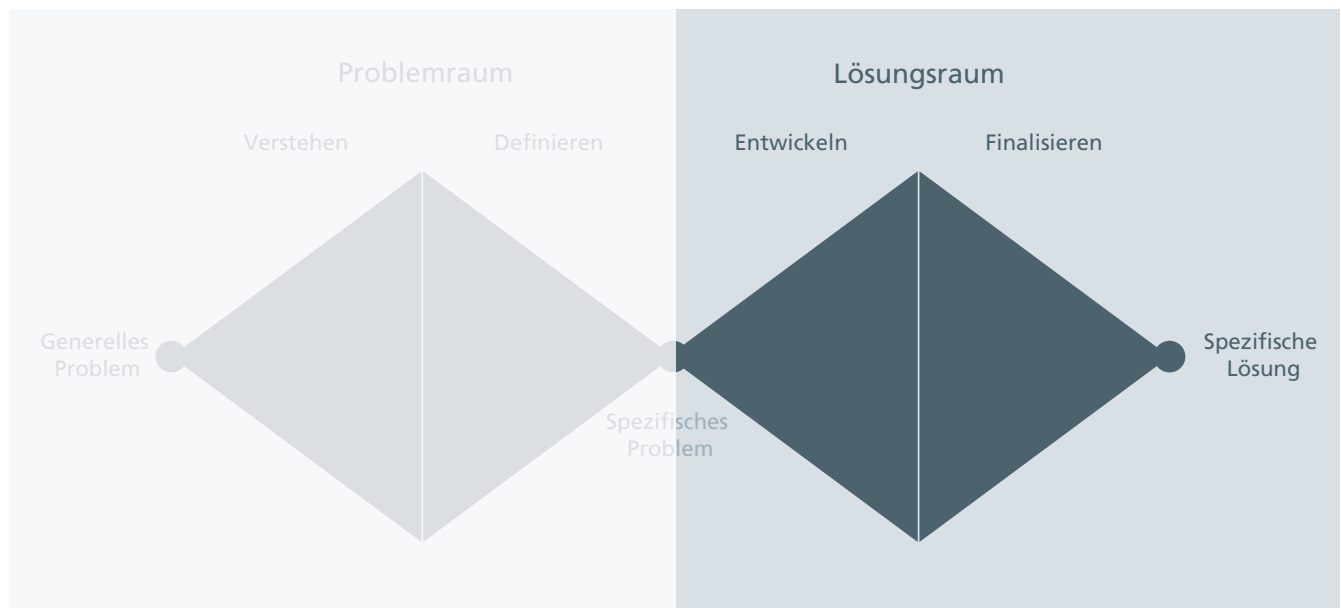 Problemraum
Lösungsraum
Verstehen
Definieren
Entwickeln
Finalisieren
Generelles
Problem
Spezifisches
Problem
Spezifische
Lösung